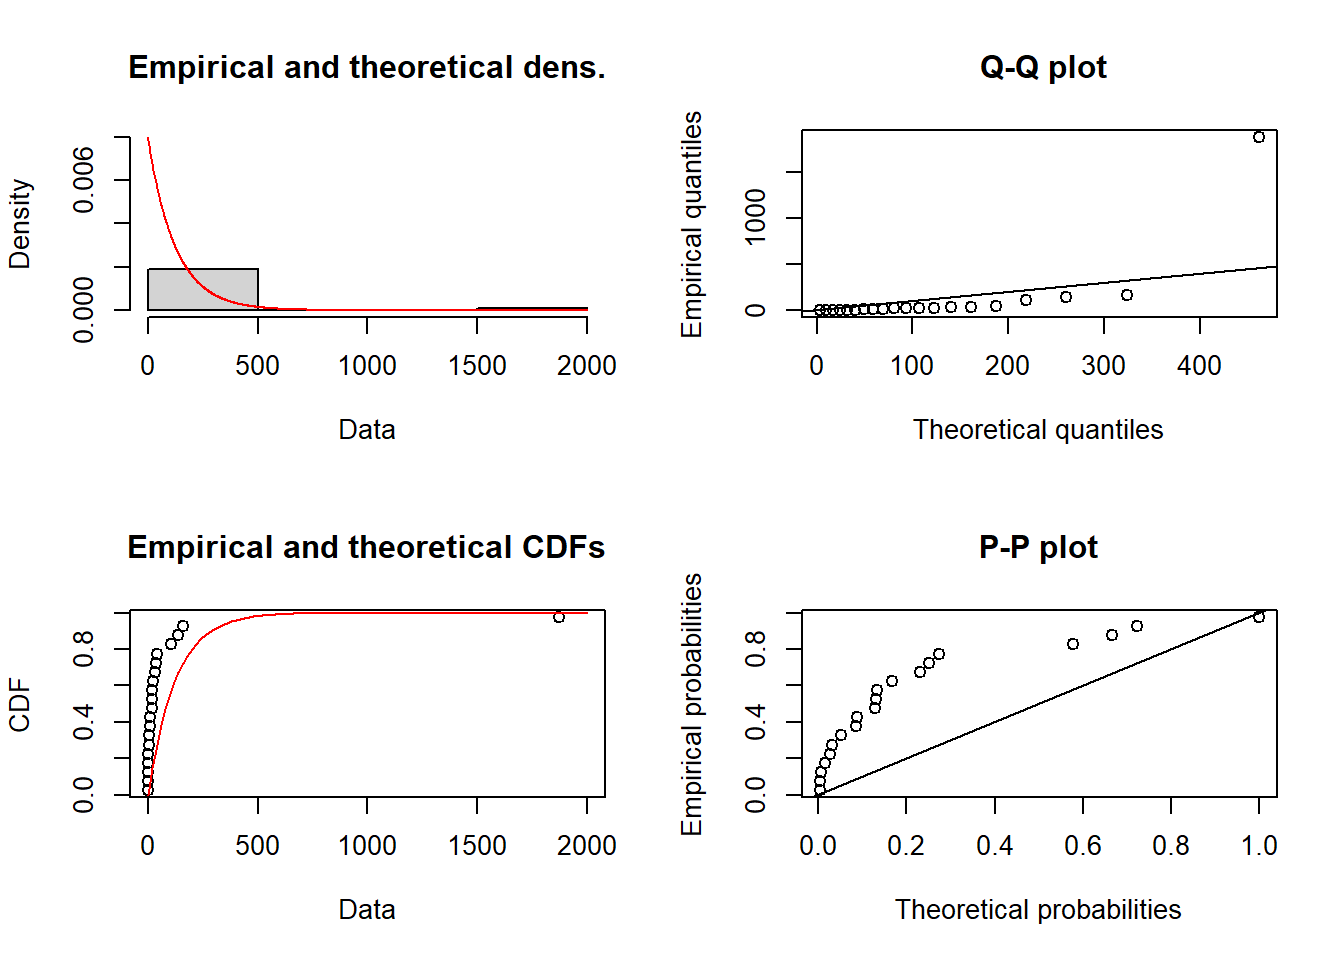 Empirical and theoretical dens.
Density
0.000
0.006
0
500
1000
1500
2000
Data
Q-Q plot
Empirical quantiles
0
1000
0
100
200
300
400
Theoretical quantiles
Empirical and theoretical CDFs
CDF
0.0
0.4
0.8
0
500
1000
1500
2000
Data
P-P plot
Empirical probabilities
0.0
0.4
0.8
0.0
0.2
0.4
0.6
0.8
1.0
Theoretical probabilities